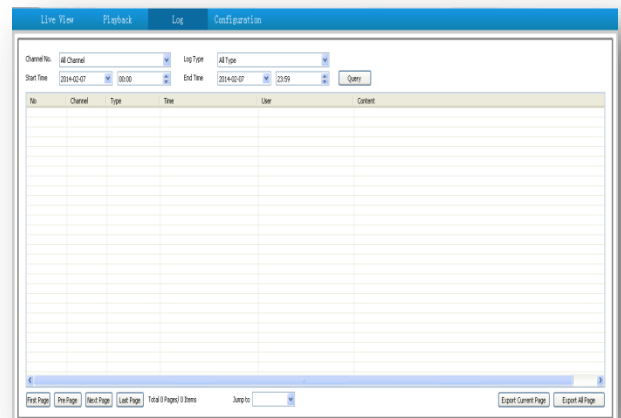 Live View Playback Log Configuration
Channel No. All Channel Log Type All Type
Start Time 2014-02-07 00:00 End Time 2014-02-07 23:59 Query
No Channel Type Time User Content
First Page Pre Page Next Page Last Page Total 0 Pages/ 0 Items Jump to Export Current Page Export All Page